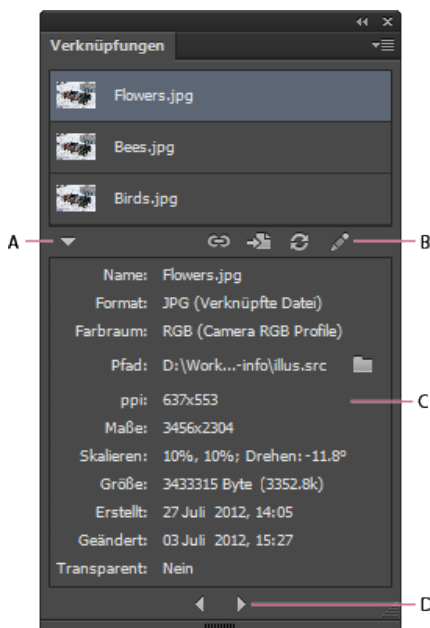 Verknüpfungen
Flowers.jpg
Bees.jpg
Birds.jpg
A
B
Name: Flowers.jpg
Format: JPG (Verknüpfte Datei)
Farbraum: RGB (Camera RGB Profile)
Pfad: D:\Work...-info\illus.src
ppi: 637x553
C
Maße: 3456x2304
Skalieren: 10%, 10%; Drehen: -11.8º
Größe: 3433315 Byte (3352.8k)
Erstellt: 27 Juli 2012, 14:05
Geändert: 03 Juli 2012, 15:27
Transparent: Nein
D